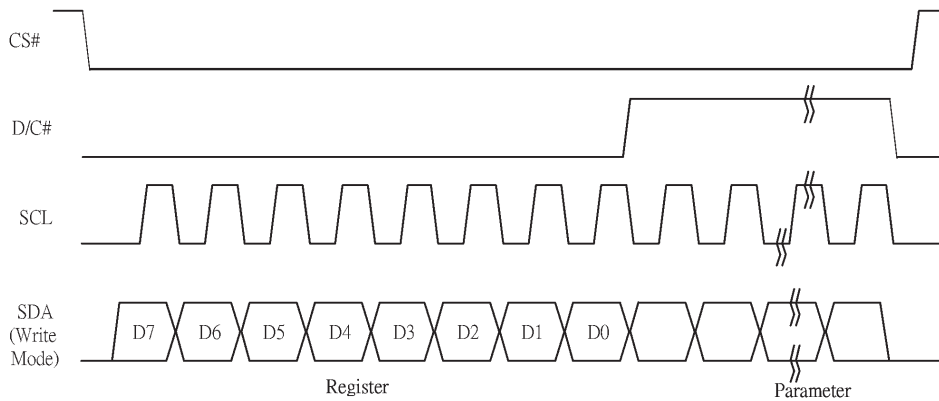 CS#
D/C#
SCL
SDA
(Write
Mode)
D7 D6 D5 D4 D3 D2 D1 D0
Register Parameter